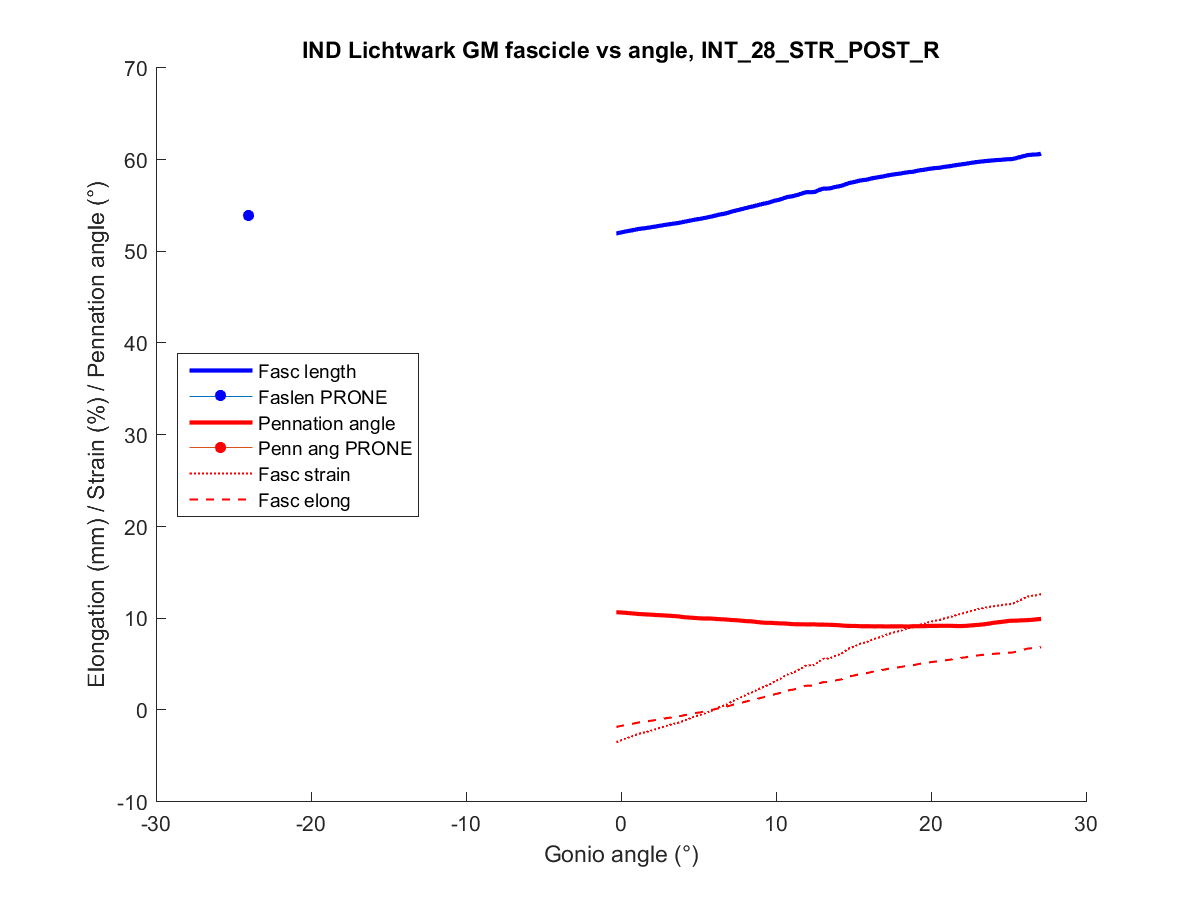 IND Lichtwark GM fascicle vs angle, INT_28_STR_POST_R
Elongation (mm) / Strain (%) / Pennation angle (°)
70
60
50
40
30
20
10
0
-10
Fasc length
Faslen PRONE
Pennation angle
Penn ang PRONE
Fasc strain
Fasc elong
-30
-20
-10
0
10
20
30
Gonio angle (°)